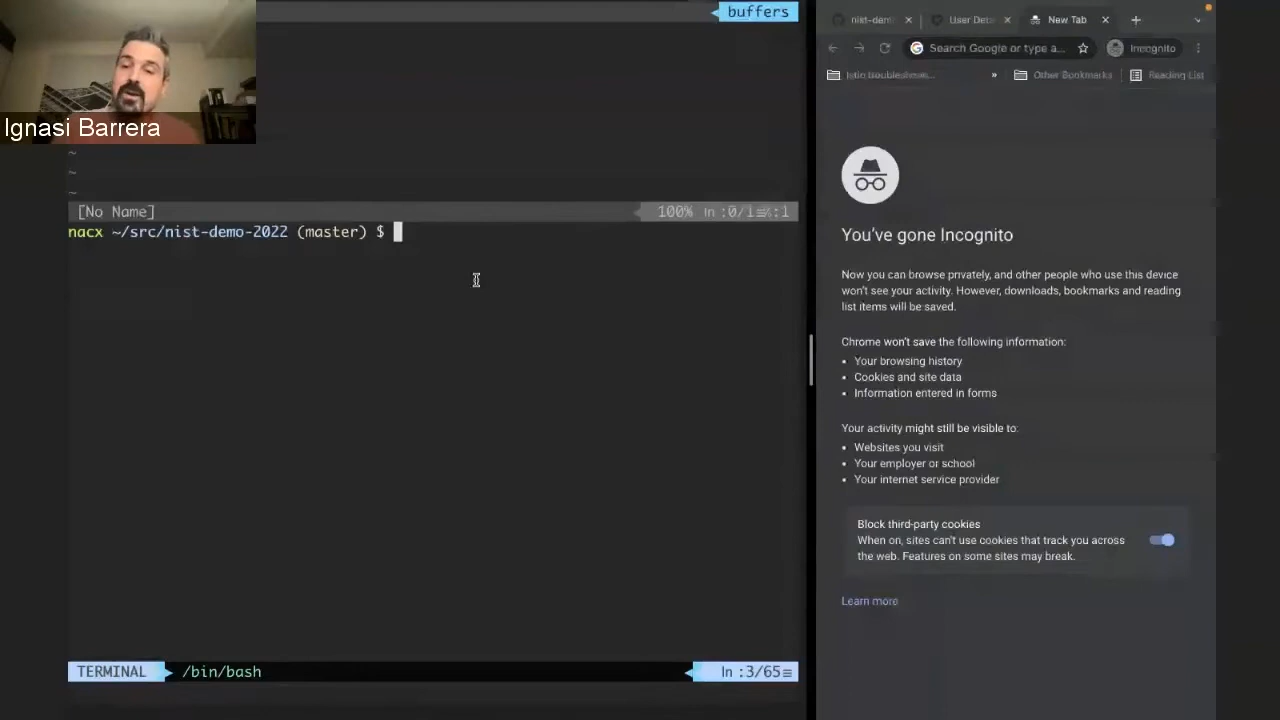 buffers
Ignasi Barrera
~
~
~
[No Name]
100%
nacx ~/src/nist-demo-2022 (master) $
TERMINAL
/bin/bash
ln :3/65≡
User Deta
New Tab
Search Google or type a...
Incognito
»
Other Bookmarks
Reading List
You've gone Incognito
Now you can browse privately, and other people who use this device
won't see your activity. However, downloads, bookmarks and reading
list items will be saved.
Chrome won't save the following information:
• Your browsing history
• Cookies and site data
• Information entered in forms
Your activity might still be visible to:
• Websites you visit
• Your employer or school
• Your internet service provider
Block third-party cookies
When on, sites can't use cookies that track you across
the web. Features on some sites may break.
Learn more